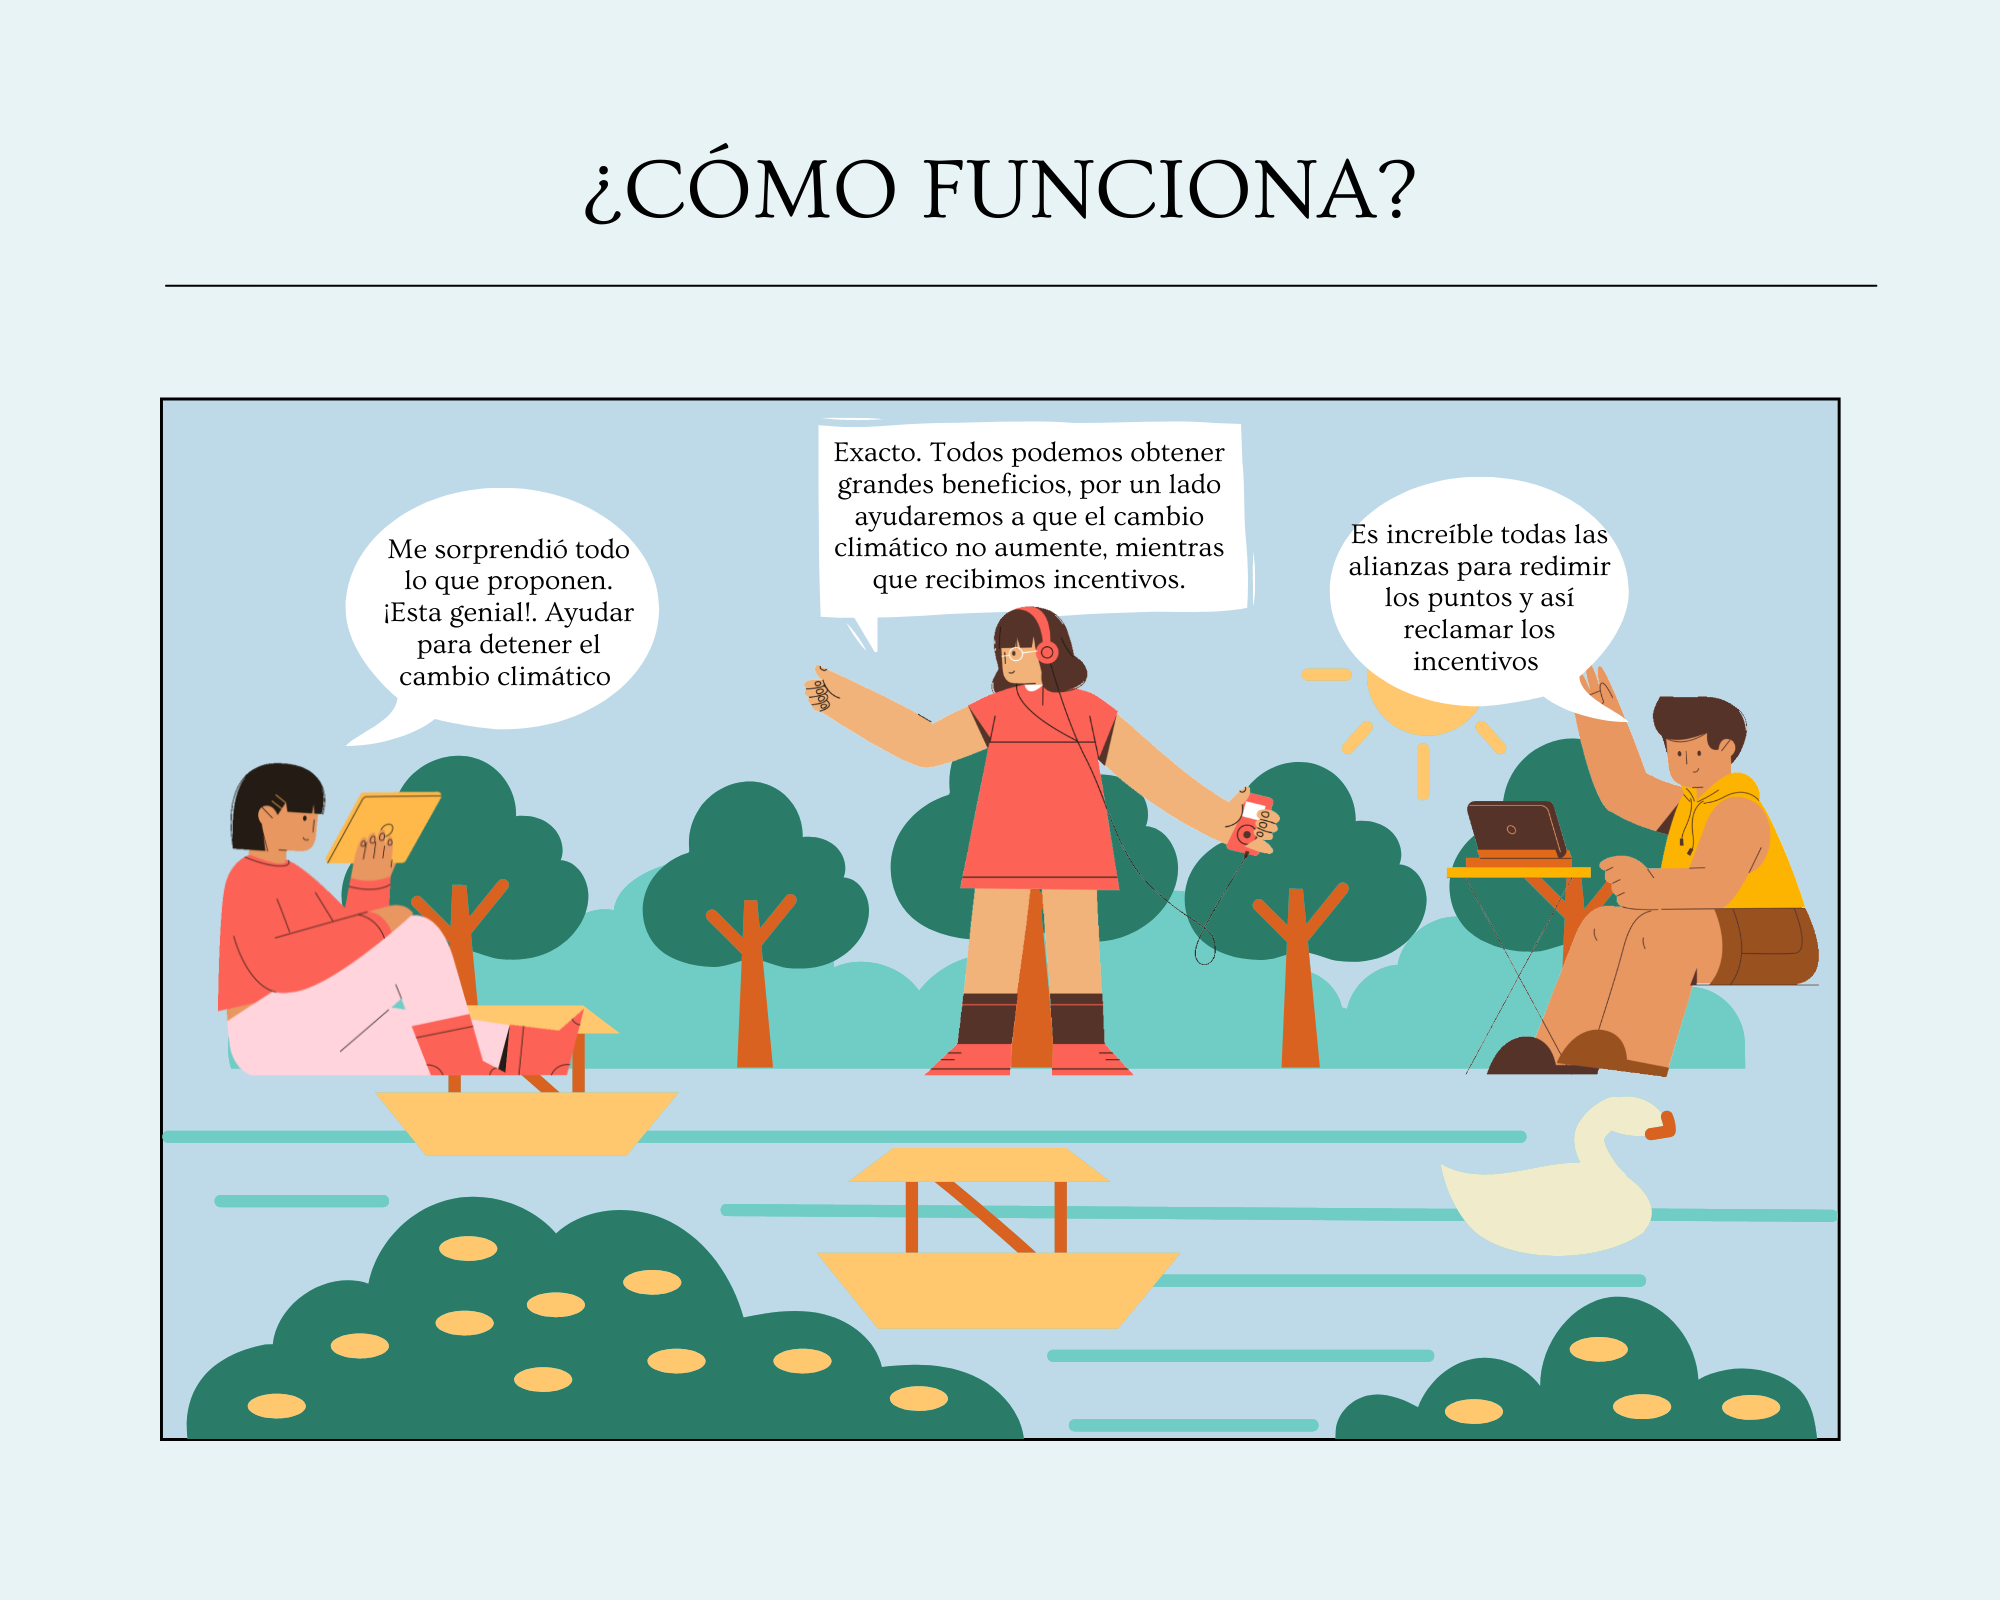 ¿CÓMO FUNCIONA?
Me sorprendió todo
lo que proponen.
¡Esta genial!. Ayudar
para detener el
cambio climático
Exacto. Todos podemos obtener
grandes beneficios, por un lado
ayudaremos a que el cambio
climático no aumente, mientras
que recibimos incentivos.
Es increíble todas las
alianzas para redimir
los puntos y así
reclamar los
incentivos